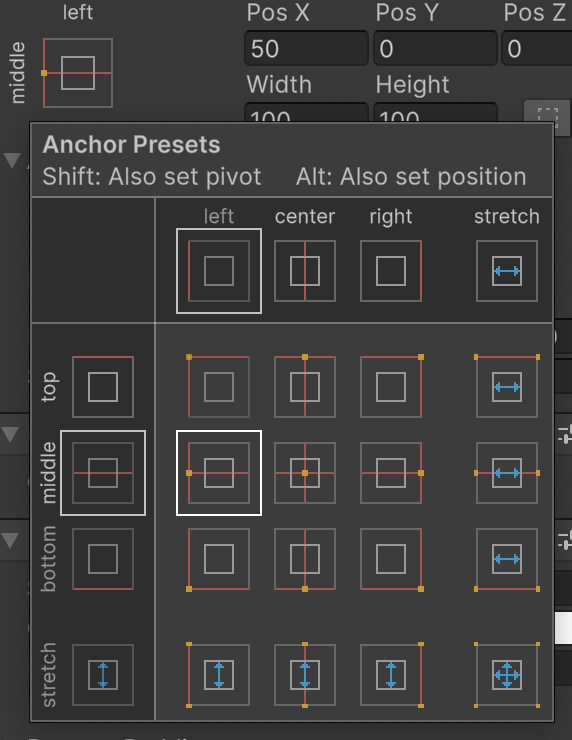 left
Pos X Pos Y Pos Z
middle
50 0 0
Width Height
100 100
Anchor Presets
Shift: Also set pivot Alt: Also set position
left center right stretch
top
middle
bottom
stretch